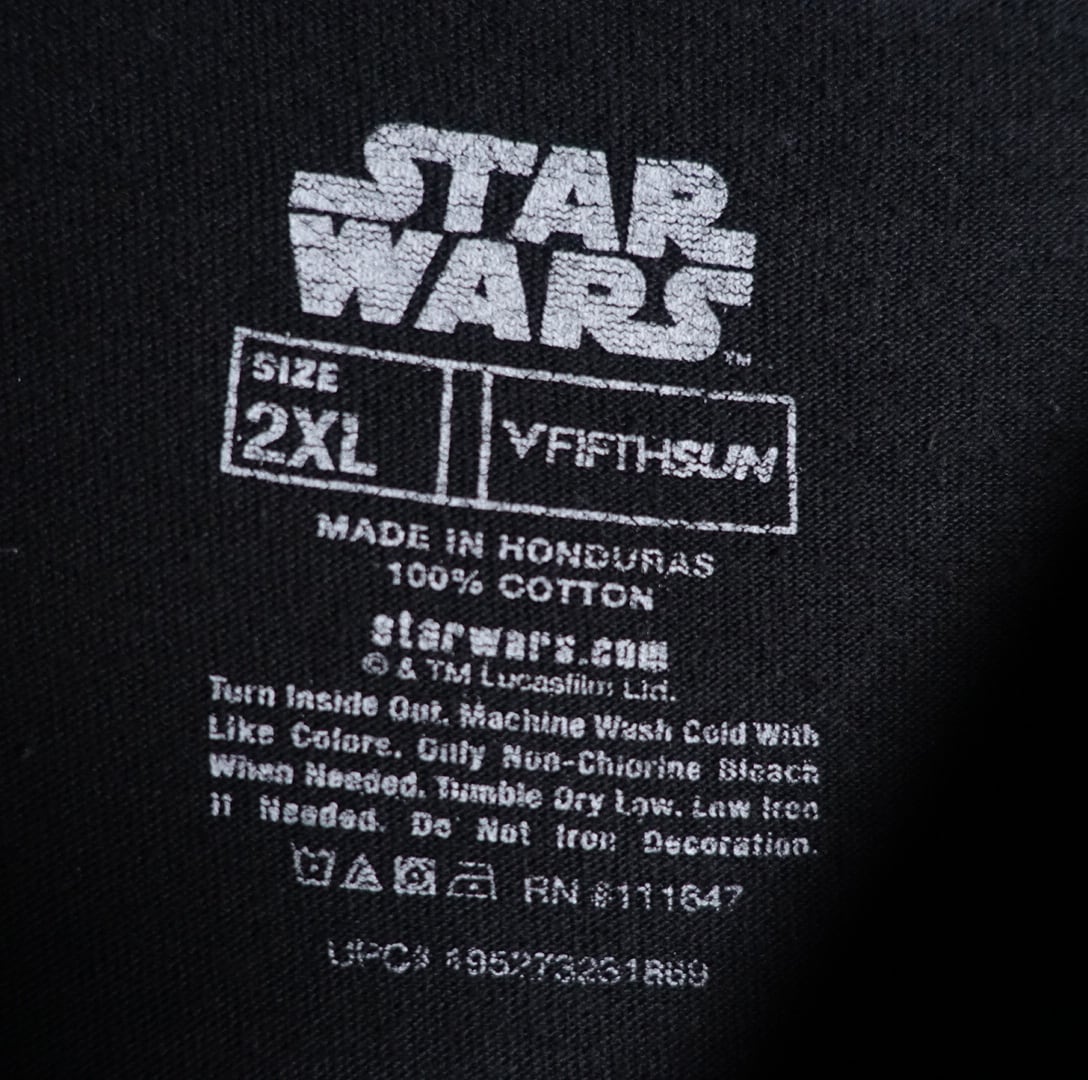 STAR
WARS
TM
SIZE
2XL
FIFTHSUN
MADE IN HONDURAS
100% COTTON
starwars.com
© & TM Lucasfilm Ltd.
Turn Inside Out. Machine Wash Cold With
Like Colors. Only Non-Chlorine Bleach
When Needed. Tumble Dry Low. Low Iron
If Needed. Do Not Iron Decoration.
RN #111647
UPC#